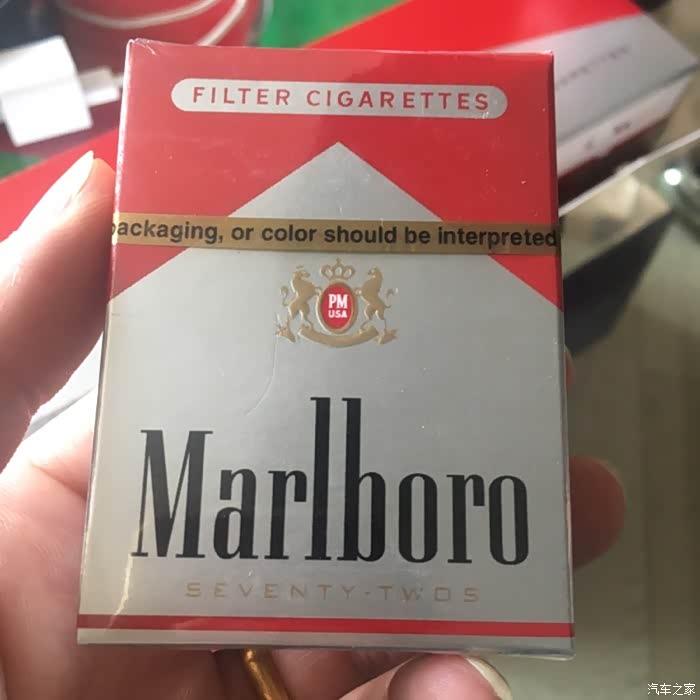 FILTER CIGARETTES
packaging, or color should be interpreted
PM
USA
Marlboro
SEVENTY-TWOS
汽车之家